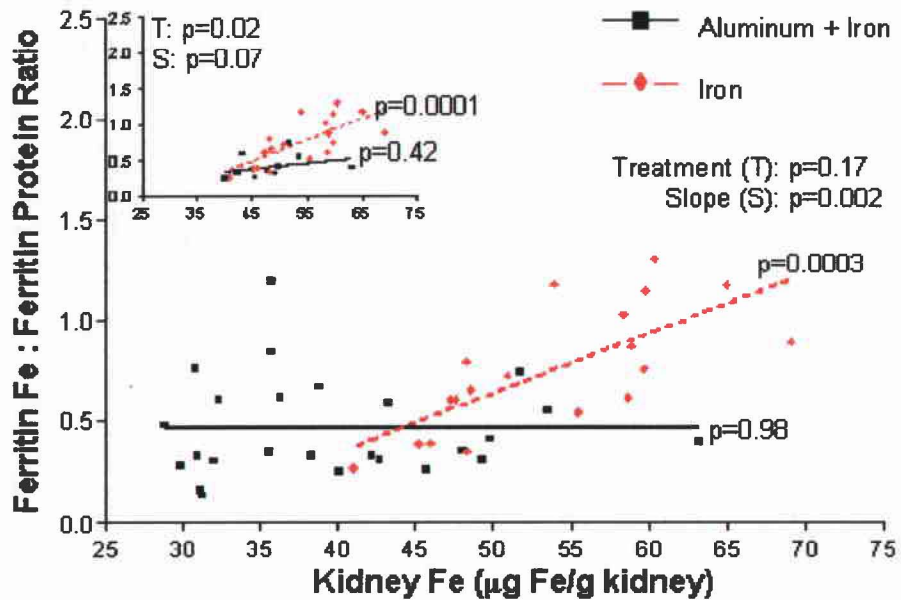 2.5
2.0
1.5
1.0
0.5
0.0
Ferritin Fe : Ferritin Protein Ratio
2.5
2.0
1.5
1.0
0.5
0.0
25 35 45 55 65 75
T: p=0.02
S: p=0.07
p=0.0001
p=0.42
Aluminum + Iron
Iron
Treatment (T): p=0.17
Slope (S): p=0.002
p=0.0003
p=0.98
25 30 35 40 45 50 55 60 65 70 75
Kidney Fe (µg Fe/g kidney)